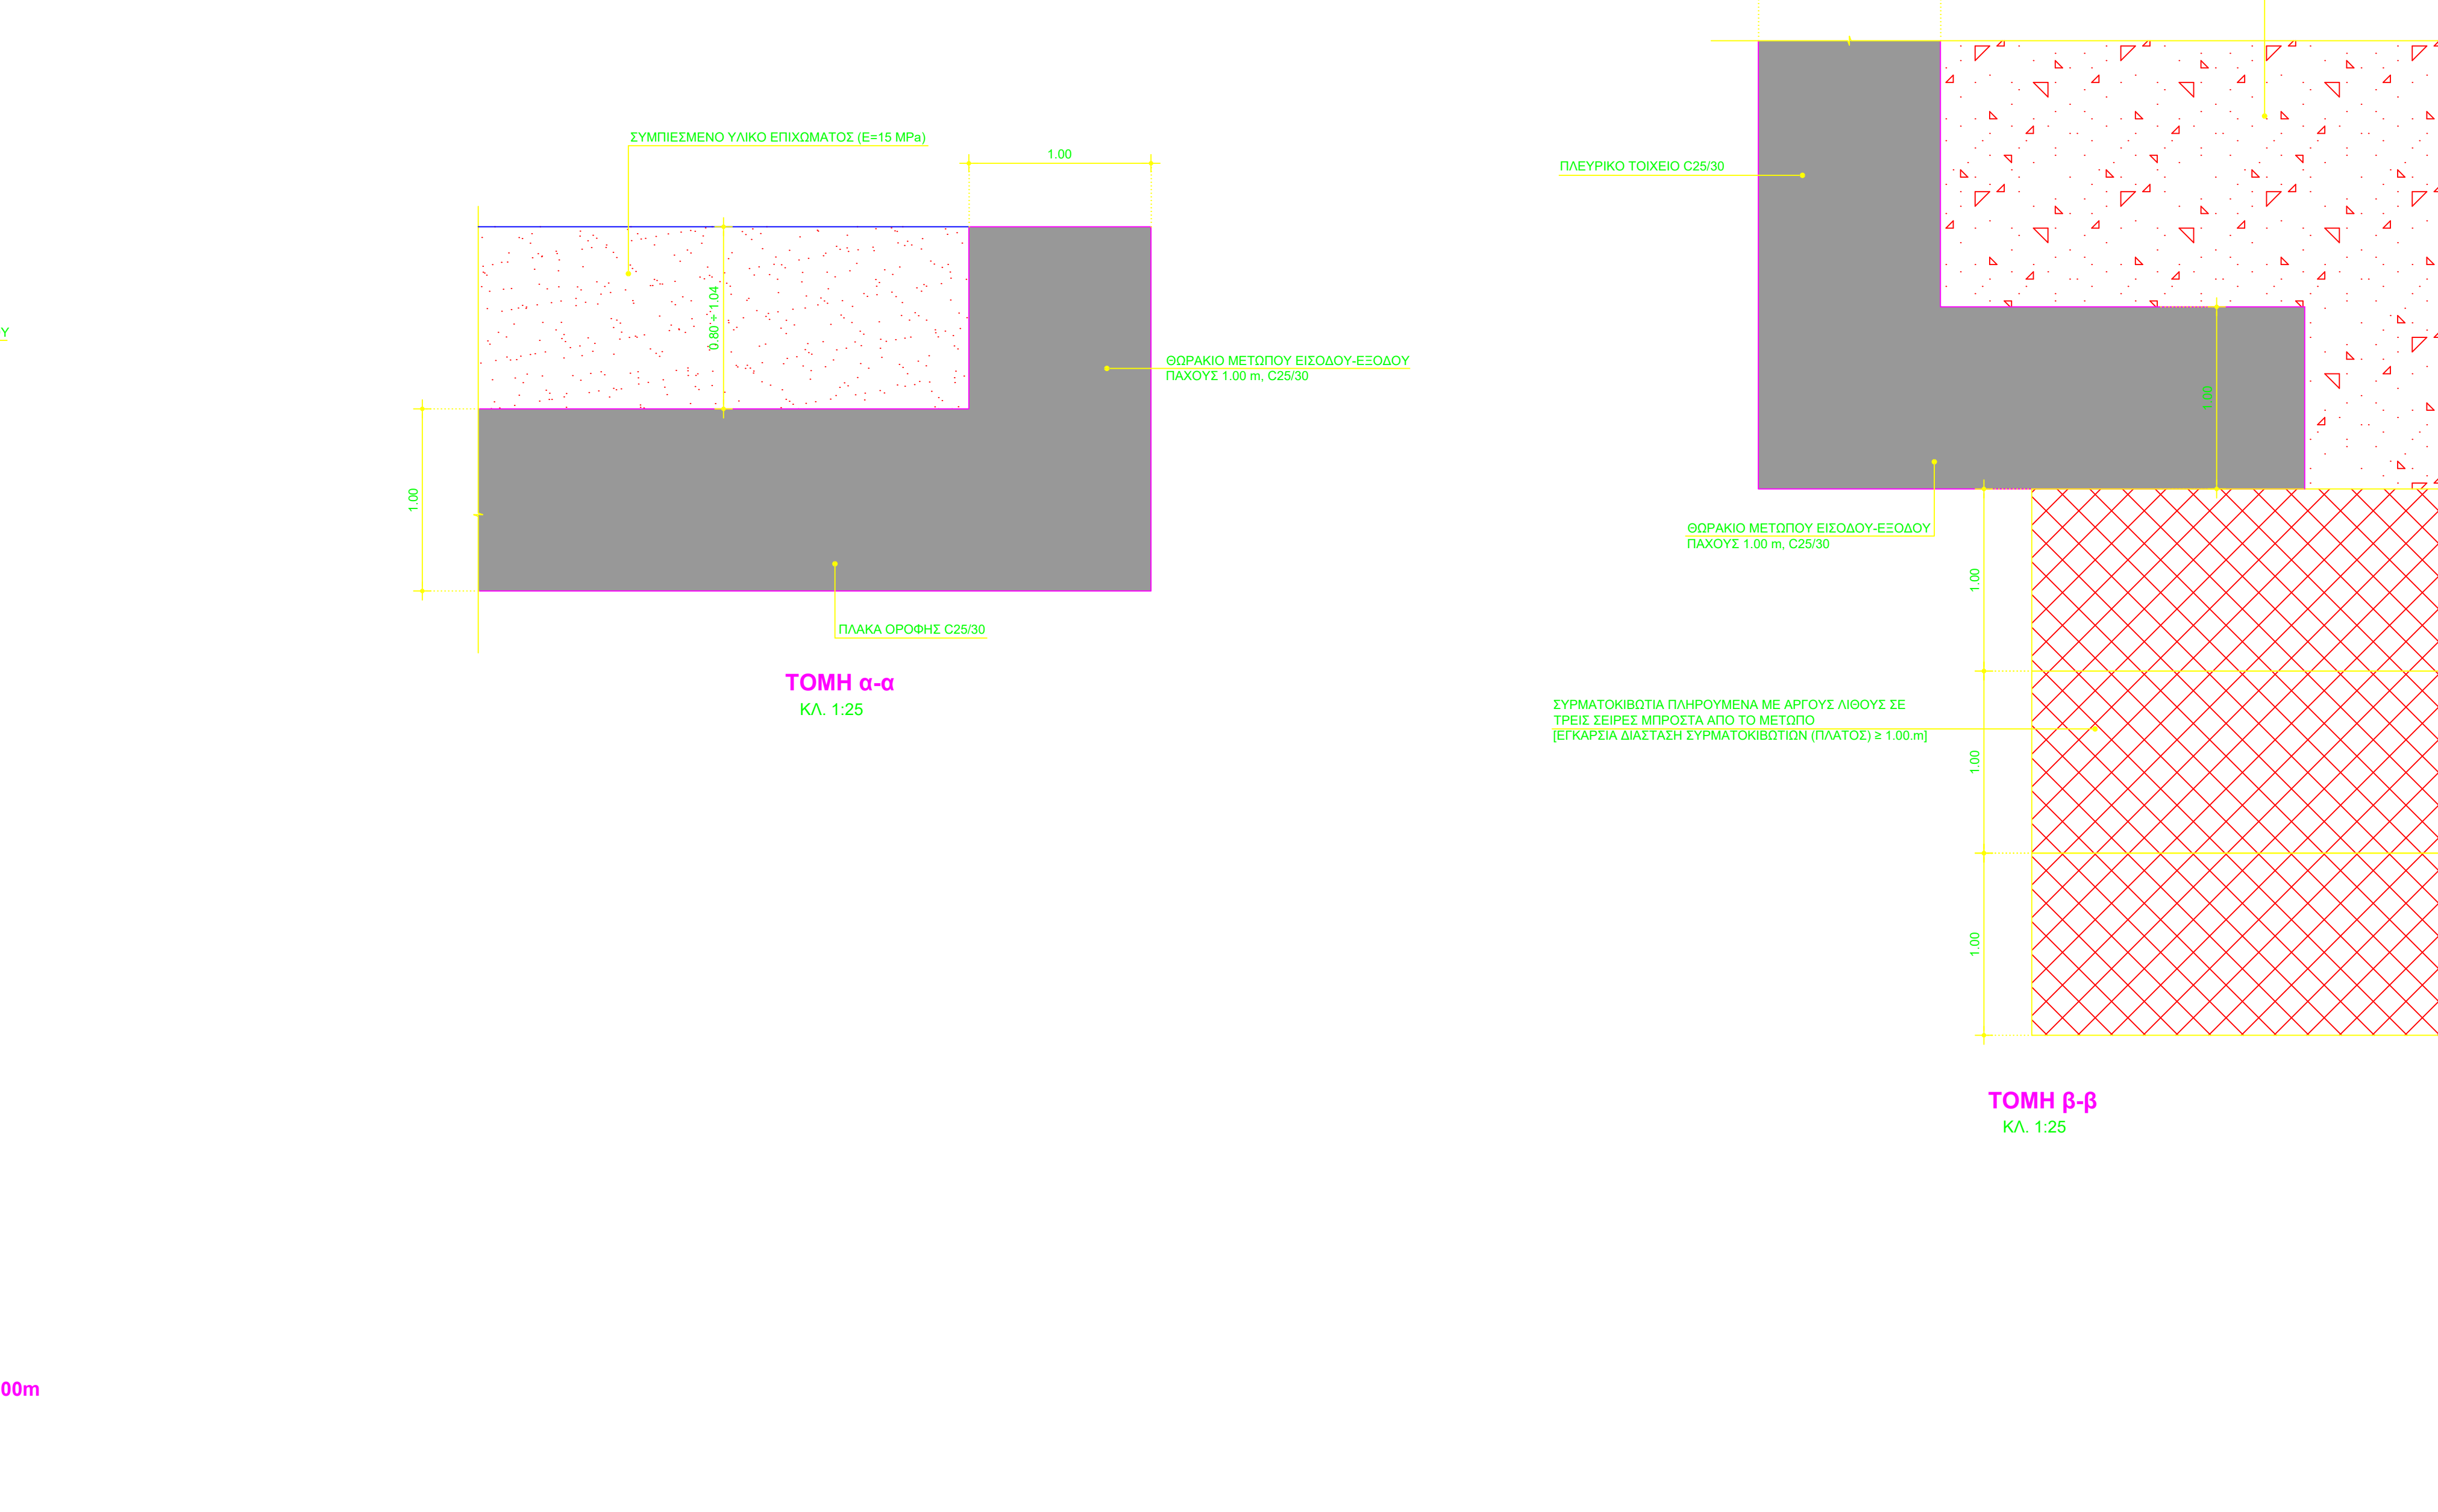 ΣΥΜΠΙΕΣΜΕΝΟ ΥΛΙΚΟ ΕΠΙΧΩΜΑΤΟΣ (Ε=15 MPa)
1.00
0.80 ÷ 1.04
ΘΩΡΑΚΙΟ ΜΕΤΩΠΟΥ ΕΙΣΟΔΟΥ-ΕΞΟΔΟΥ
ΠΑΧΟΥΣ 1.00 m, C25/30
1.00
ΠΛΑΚΑ ΟΡΟΦΗΣ C25/30
ΤΟΜΗ α-α
ΚΛ. 1:25
ΠΛΕΥΡΙΚΟ ΤΟΙΧΕΙΟ C25/30
1.00
ΘΩΡΑΚΙΟ ΜΕΤΩΠΟΥ ΕΙΣΟΔΟΥ-ΕΞΟΔΟΥ
ΠΑΧΟΥΣ 1.00 m, C25/30
1.00
ΣΥΡΜΑΤΟΚΙΒΩΤΙΑ ΠΛΗΡΟΥΜΕΝΑ ΜΕ ΑΡΓΟΥΣ ΛΙΘΟΥΣ ΣΕ
ΤΡΕΙΣ ΣΕΙΡΕΣ ΜΠΡΟΣΤΑ ΑΠΟ ΤΟ ΜΕΤΩΠΟ
[ΕΓΚΑΡΣΙΑ ΔΙΑΣΤΑΣΗ ΣΥΡΜΑΤΟΚΙΒΩΤΙΩΝ (ΠΛΑΤΟΣ) ≥ 1.00.m]
1.00
1.00
ΤΟΜΗ β-β
ΚΛ. 1:25
00m